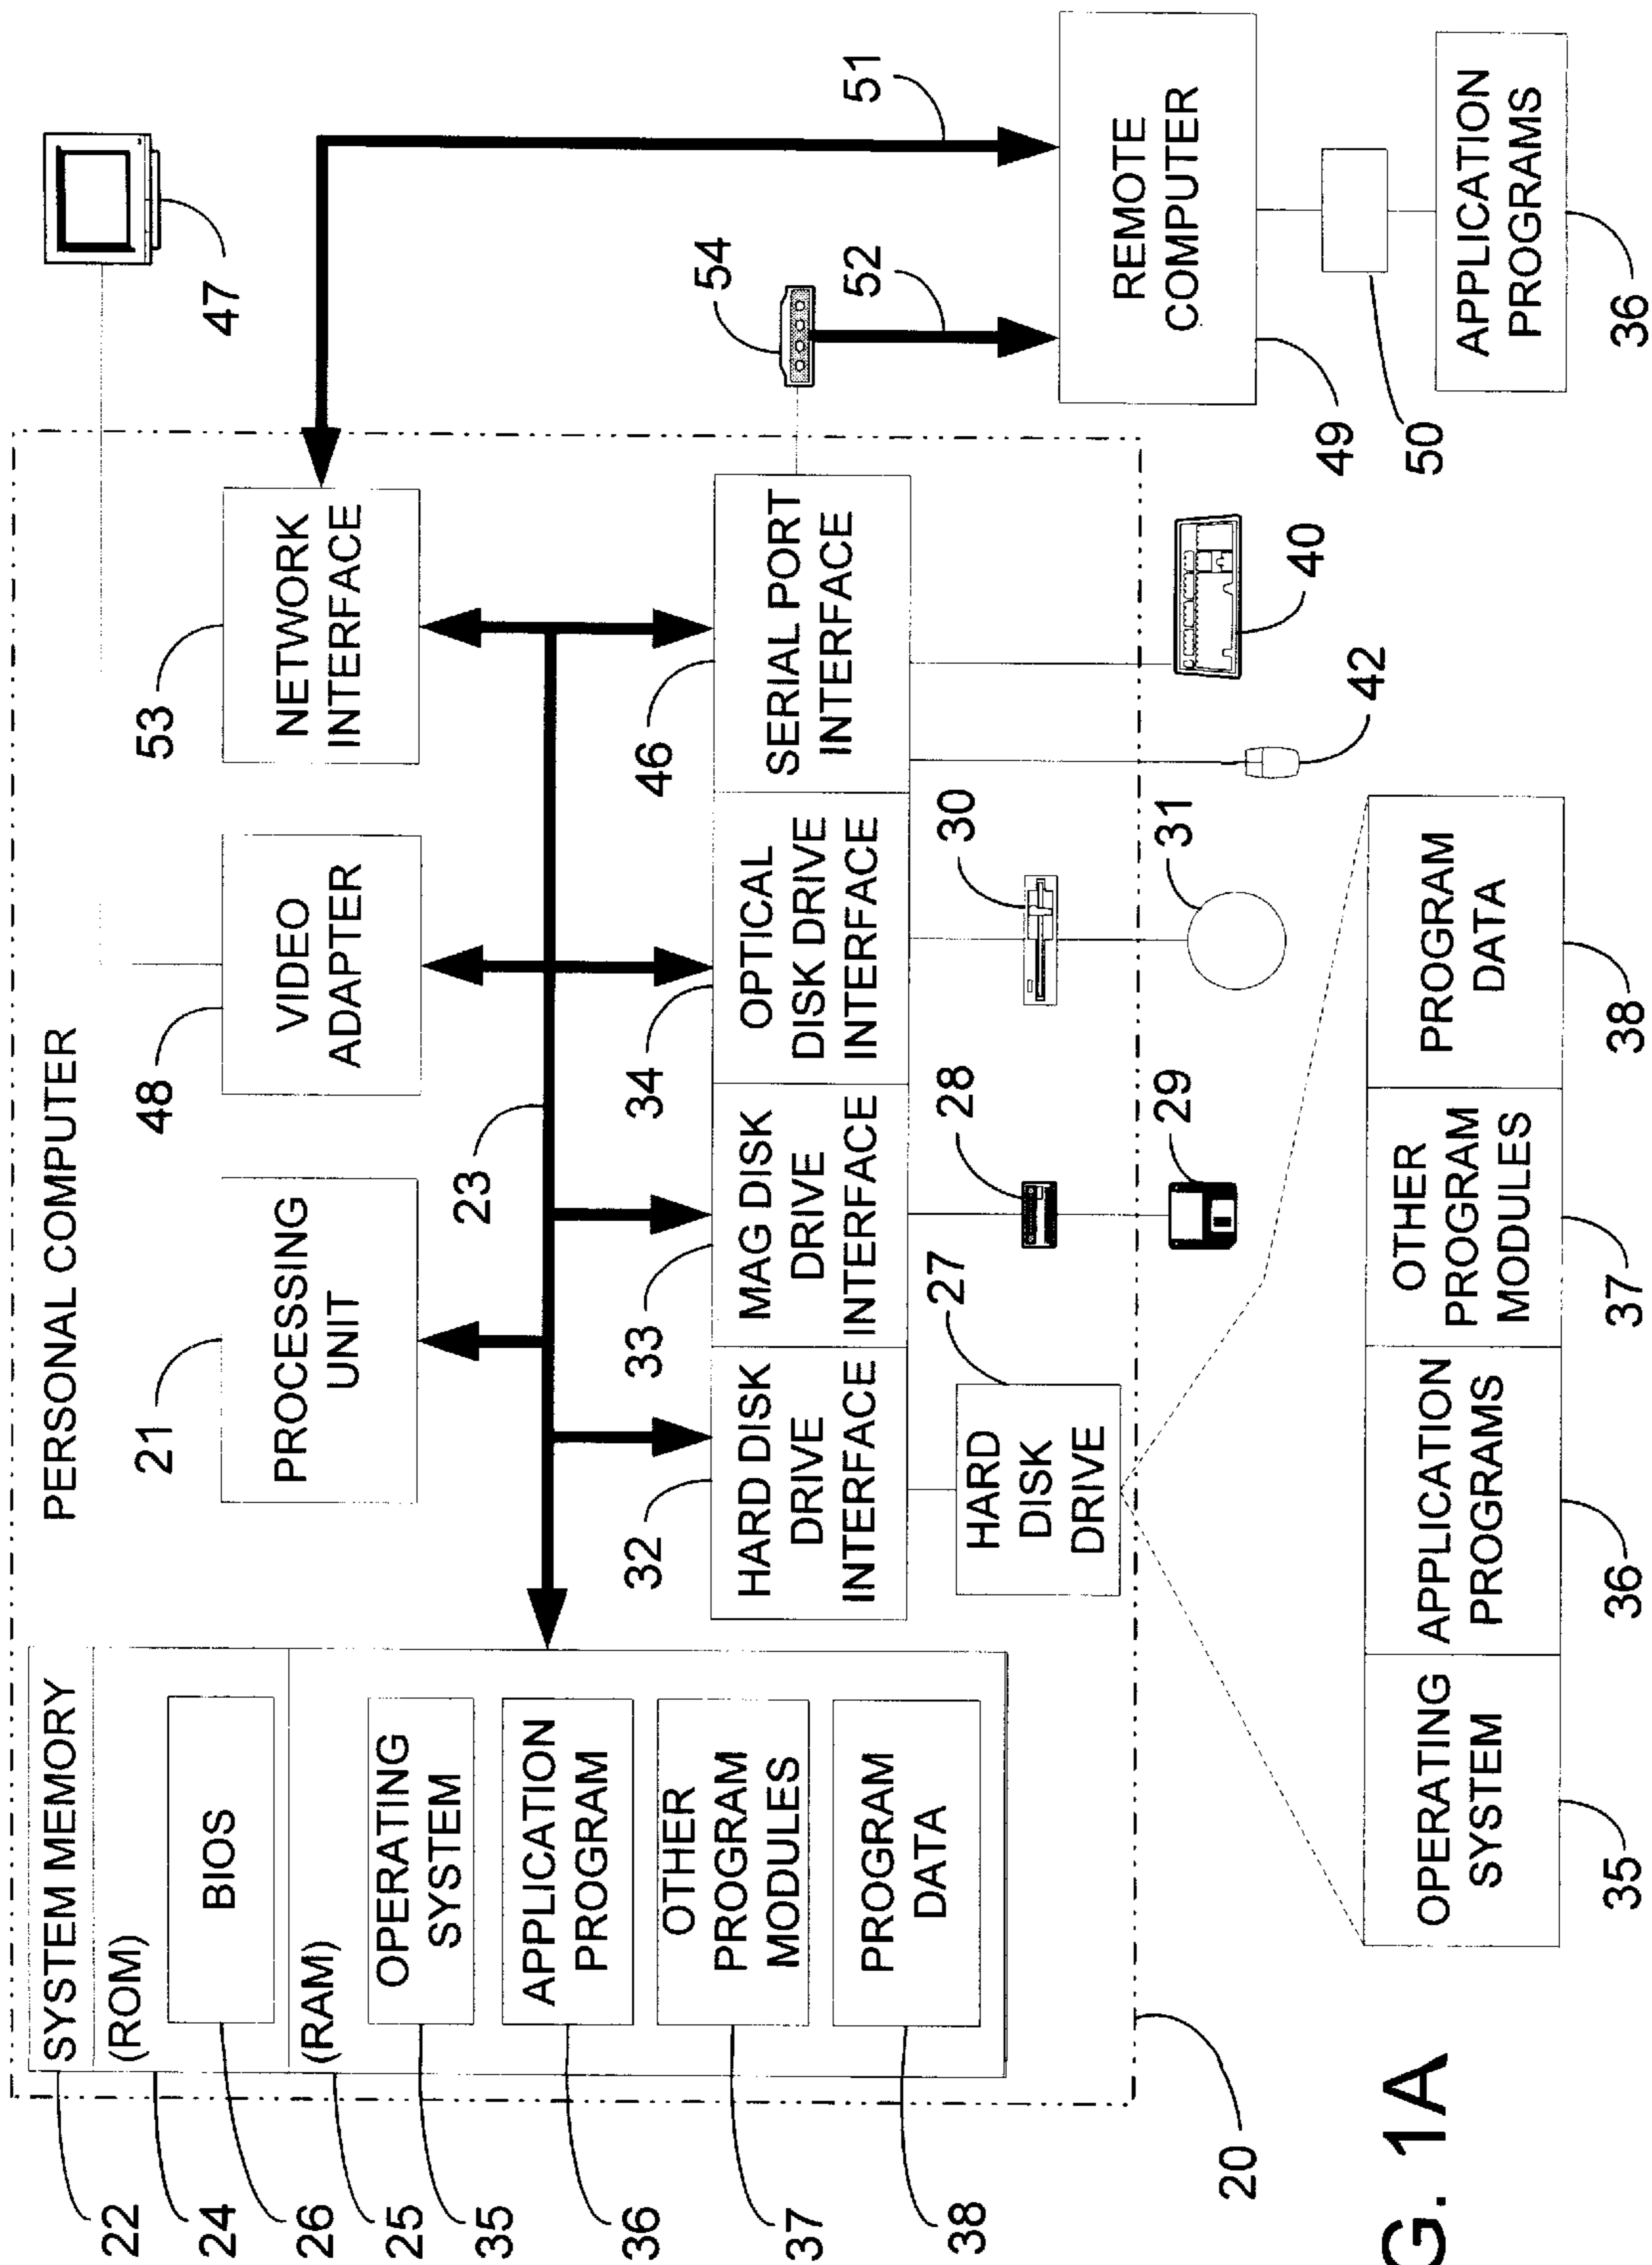 PERSONAL COMPUTER
22
SYSTEM MEMORY
24
(ROM)
26
BIOS
25
(RAM)
35
OPERATING
SYSTEM
36
APPLICATION
PROGRAM
37
OTHER
PROGRAM
MODULES
38
PROGRAM
DATA
21
PROCESSING
UNIT
48
VIDEO
ADAPTER
53
NETWORK
INTERFACE
47
23
32
HARD DISK
DRIVE
INTERFACE
33
MAG DISK
DRIVE
INTERFACE
34
OPTICAL
DISK DRIVE
INTERFACE
46
SERIAL PORT
INTERFACE
54
52
51
27
HARD
DISK
DRIVE
28
29
30
31
42
40
REMOTE
COMPUTER
49
50
APPLICATION
PROGRAMS
36
20
OPERATING
SYSTEM
35
APPLICATION
PROGRAMS
36
OTHER
PROGRAM
MODULES
37
PROGRAM
DATA
38
G. 1A